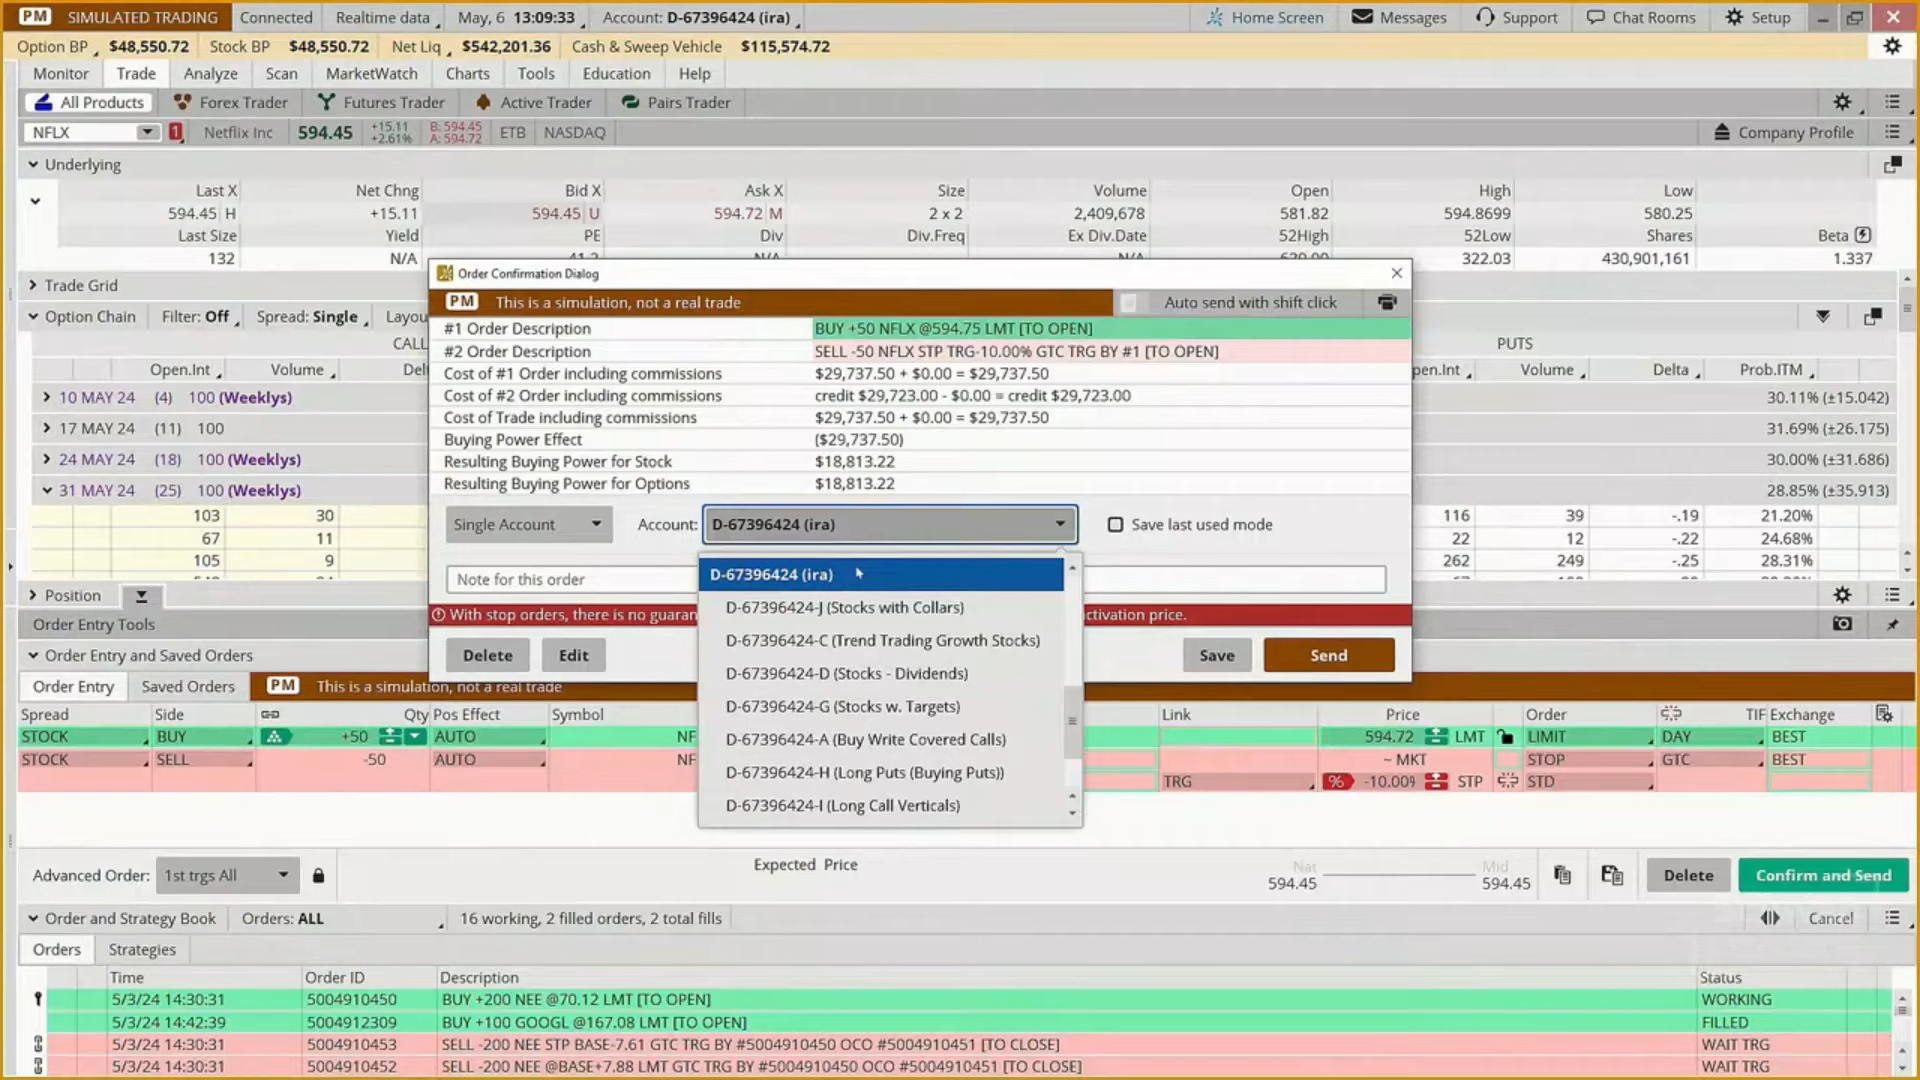 PM SIMULATED TRADING Connected Realtime data May, 6 13:09:33 Account: D-67396424 (ira) Home Screen Messages Support Chat Rooms Setup
Option BP $48,550.72 Stock BP $48,550.72 Net Liq $542,201.36 Cash & Sweep Vehicle $115,574.72
Monitor Trade Analyze Scan MarketWatch Charts Tools Education Help
All Products Forex Trader Futures Trader Active Trader Pairs Trader
NFLX 1 Netflix Inc 594.45 +15.11 +2.61% B: 594.45 A: 594.72 ETB NASDAQ Company Profile
Underlying
Last X Net Chng Bid X Ask X Size Volume Open High Low
594.45 H +15.11 594.45 U 594.72 M 2 x 2 2,409,678 581.82 594.8699 580.25
Last Size Yield PE Div Div.Freq Ex Div.Date 52High 52Low Shares Beta
132 N/A N/A N/A 322.03 430,901,161 1.337
Order Confirmation Dialog
Trade Grid
PM This is a simulation, not a real trade Auto send with shift click
Option Chain Filter: Off Spread: Single Layou
#1 Order Description BUY +50 NFLX @594.75 LMT [TO OPEN]
CALL PUTS
#2 Order Description SELL -50 NFLX STP TRG-10.00% GTC TRG BY #1 [TO OPEN]
Open.Int Volume Del pen.Int Volume Delta Prob.ITM
Cost of #1 Order including commissions $29,737.50 + $0.00 = $29,737.50
10 MAY 24 (4) 100 (Weeklys) 30.11% (±15.042)
Cost of #2 Order including commissions credit $29,723.00 - $0.00 = credit $29,723.00
Cost of Trade including commissions $29,737.50 + $0.00 = $29,737.50
17 MAY 24 (11) 100 31.69% (±26.175)
Buying Power Effect ($29,737.50)
24 MAY 24 (18) 100 (Weeklys) 30.00% (±31.686)
Resulting Buying Power for Stock $18,813.22
Resulting Buying Power for Options $18,813.22
31 MAY 24 (25) 100 (Weeklys) 28.85% (±35.913)
103 30 116 39 -.19 21.20%
Single Account Account: D-67396424 (ira) Save last used mode
67 11 22 12 -.22 24.68%
105 9 262 249 -.25 28.31%
Note for this order
D-67396424 (ira)
D-67396424-J (Stocks with Collars)
D-67396424-C (Trend Trading Growth Stocks)
D-67396424-D (Stocks - Dividends)
D-67396424-G (Stocks w. Targets)
D-67396424-A (Buy Write Covered Calls)
D-67396424-H (Long Puts (Buying Puts))
D-67396424-I (Long Call Verticals)
Position
With stop orders, there is no guaran ctivation price.
Order Entry Tools
Delete Edit Save Send
Order Entry and Saved Orders
Order Entry Saved Orders PM This is a simulation, not a real trade
Spread Side Qty Pos Effect Symbol Link Price Order TIF Exchange
STOCK BUY +50 AUTO NF 594.72 LMT LIMIT DAY BEST
STOCK SELL -50 AUTO NF ~ MKT STOP GTC BEST
TRG % -10.00% STP STD
Advanced Order: 1st trgs All Expected Price Nat 594.45 Mid 594.45 Delete Confirm and Send
Order and Strategy Book Orders: ALL 16 working, 2 filled orders, 2 total fills Cancel
Orders Strategies
Time Order ID Description Status
5/3/24 14:30:31 5004910450 BUY +200 NEE @70.12 LMT [TO OPEN] WORKING
5/3/24 14:42:39 5004912309 BUY +100 GOOGL @167.08 LMT [TO OPEN] FILLED
5/3/24 14:30:31 5004910453 SELL -200 NEE STP BASE-7.61 GTC TRG BY #5004910450 OCO #5004910451 [TO CLOSE] WAIT TRG
5/3/24 14:30:31 5004910452 SELL -200 NEE @BASE+7.88 LMT GTC TRG BY #5004910450 OCO #5004910451 [TO CLOSE] WAIT TRG